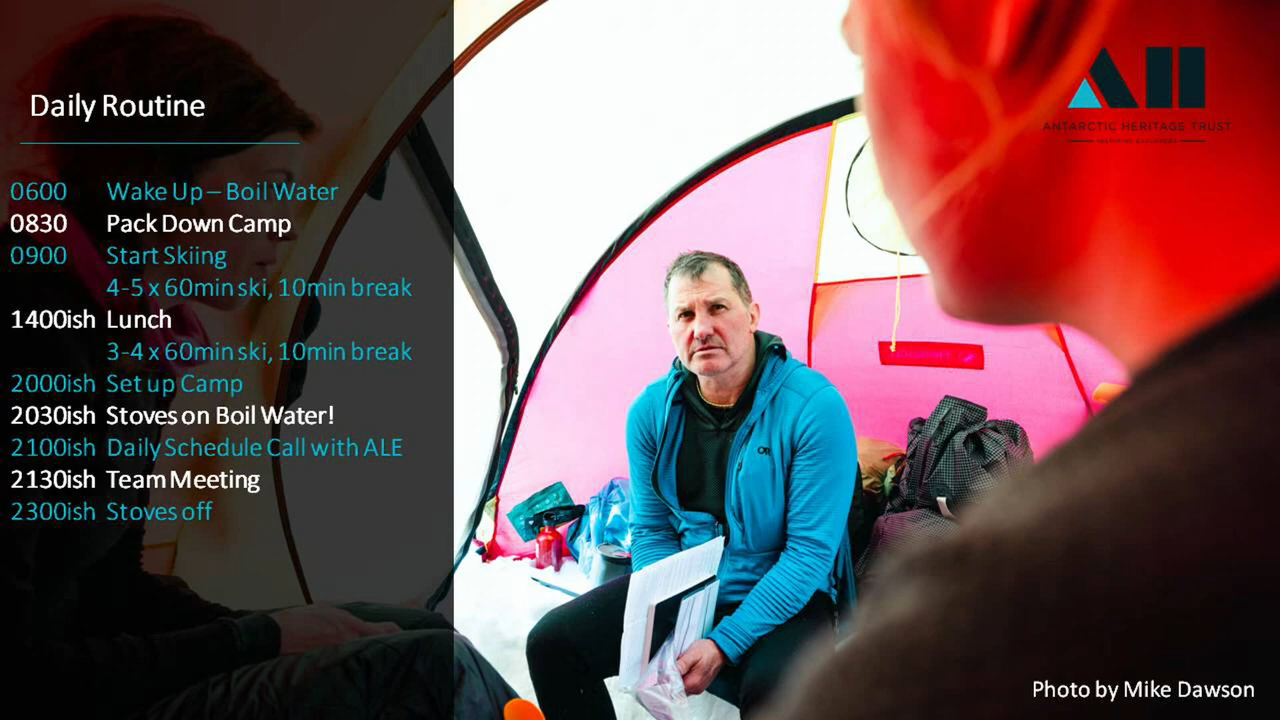 Daily Routine
0600 Wake Up – Boil Water
0830 Pack Down Camp
0900 Start Skiing
4-5 x 60min ski, 10min break
1400ish Lunch
3-4 x 60min ski, 10min break
2000ish Set up Camp
2030ish Stoves on Boil Water!
2100ish Daily Schedule Call with ALE
2130ish Team Meeting
2300ish Stoves off
ANTARCTIC HERITAGE TRUST
OR
Photo by Mike Dawson